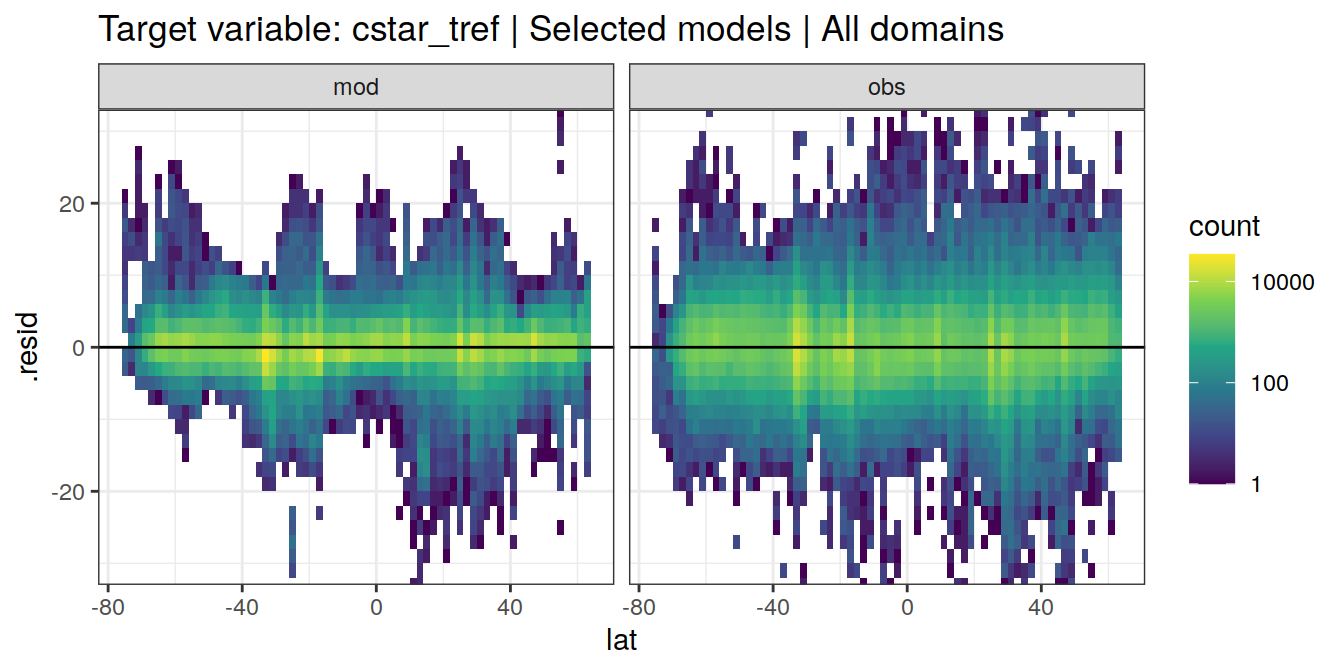 Target variable: cstar_tref | Selected models | All domains
mod
obs
.resid
20
0
-20
-80
-40
0
40
-80
-40
0
40
lat
count
10000
100
1